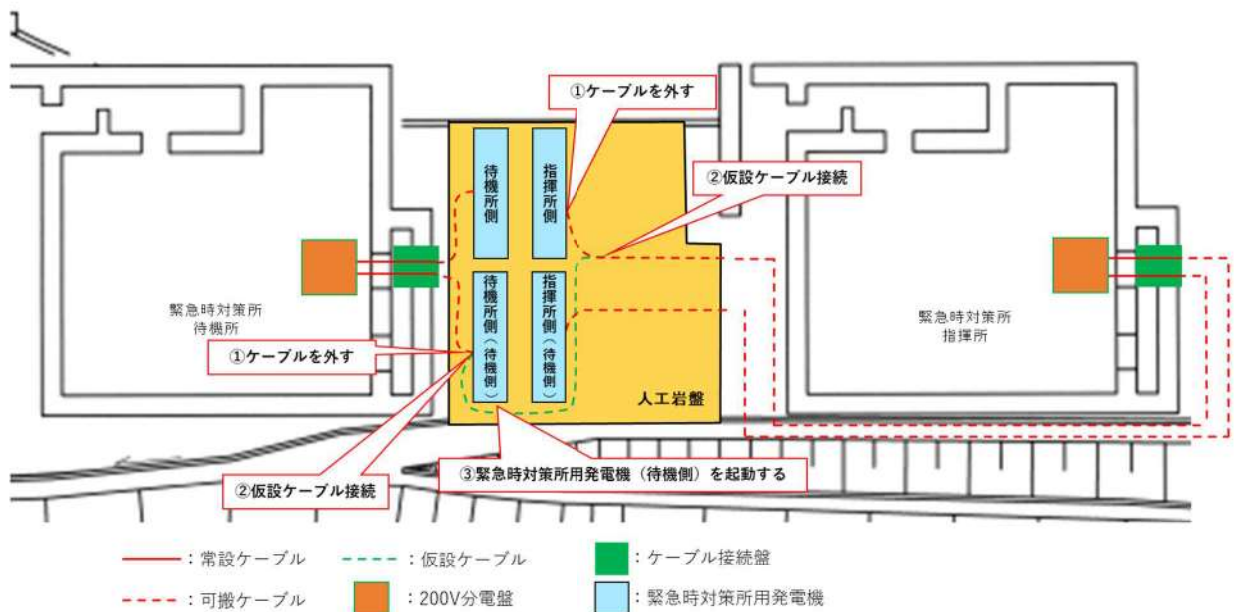 ①ケーブルを外す
②仮設ケーブル接続
待機所側
指揮所側
緊急時対策所
待機所
緊急時対策所
指揮所
待機所側(待機側)
指揮所側(待機側)
①ケーブルを外す
人工岩盤
②仮設ケーブル接続
③緊急時対策所用発電機(待機側)を起動する
:常設ケーブル
:仮設ケーブル
:ケーブル接続盤
:可搬ケーブル
:200V分電盤
:緊急時対策所用発電機